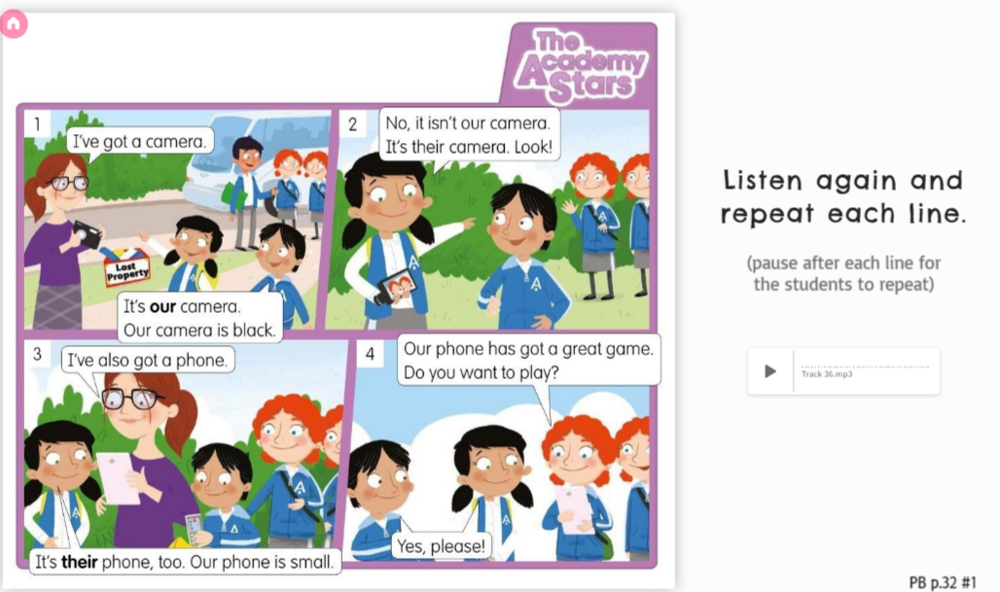 The
Academy
Stars
1
I've got a camera.
Lost
Property
It's our camera.
Our camera is black.
2
No, it isn't our camera.
It's their camera. Look!
A
A
3
I've also got a phone.
It's their phone, too. Our phone is small.
4
Our phone has got a great game.
Do you want to play?
Yes, please!
Listen again and
repeat each line.
(pause after each line for
the students to repeat)
Track 36.mp3
PB p.32 #1